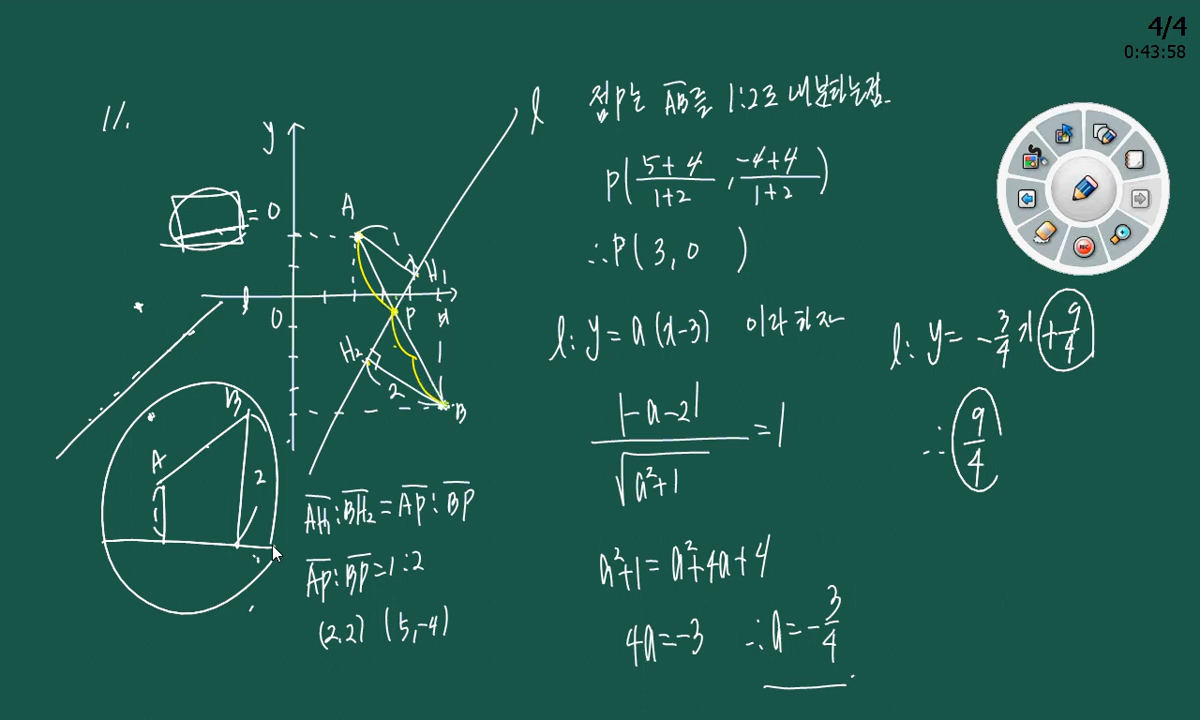 4/4
0:43:58
11.
y
l
= 0
A
1
H₁
l
0
P
H₂
2
B
A
B
1
2
AH₁ : BH₂ = AP : BP
AP : BP = 1 : 2
(2,2) (5,-4)
점 P는 AB를 1:2로 내분하는점.
P( 5+4/1+2 , -4+4/1+2 )
∴ P( 3, 0 )
l : y = a(x-3) 이라 하자
|-a-2| / √a²+1 = 1
a²+1 = a²+4a+4
4a = -3 ∴ a = -3/4
l : y = -3/4 x + 9/4
∴ 9/4
REC